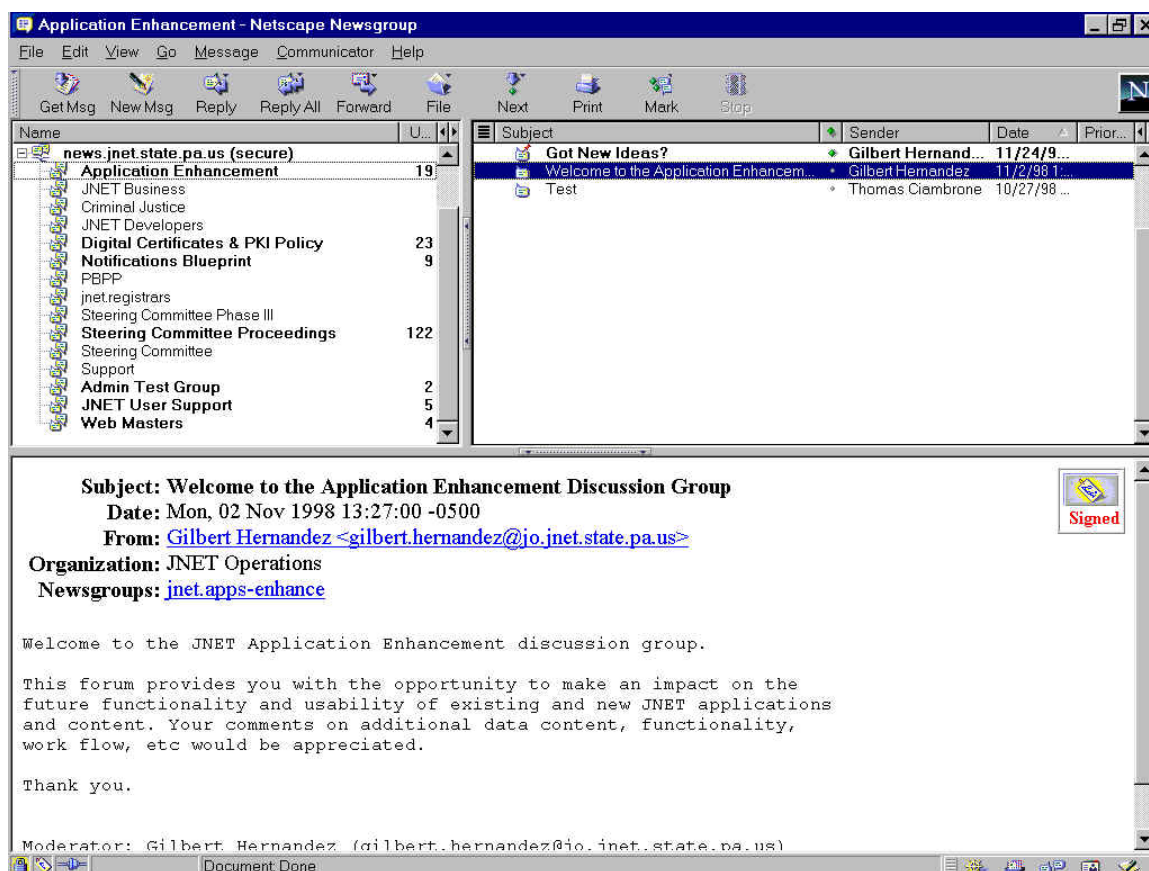 Application Enhancement - Netscape Newsgroup
File Edit View Go Message Communicator Help
Get Msg New Msg Reply Reply All Forward File Next Print Mark Stop
N
Name U...
Subject Sender Date Prior...
news.jnet.state.pa.us (secure)
Application Enhancement 19
JNET Business
Criminal Justice
JNET Developers
Digital Certificates & PKI Policy 23
Notifications Blueprint 9
PBPP
jnet.registrars
Steering Committee Phase III
Steering Committee Proceedings 122
Steering Committee
Support
Admin Test Group 2
JNET User Support 5
Web Masters 4
Got New Ideas? Gilbert Hernand... 11/24/9...
Welcome to the Application Enhancem... Gilbert Hernandez 11/2/98 1:...
Test Thomas Ciambrone 10/27/98 ...
Subject: Welcome to the Application Enhancement Discussion Group
Date: Mon, 02 Nov 1998 13:27:00 -0500
From: Gilbert Hernandez <gilbert.hernandez@jo.jnet.state.pa.us>
Organization: JNET Operations
Newsgroups: jnet.apps-enhance
Signed
Welcome to the JNET Application Enhancement discussion group.
This forum provides you with the opportunity to make an impact on the
future functionality and usability of existing and new JNET applications
and content. Your comments on additional data content, functionality,
work flow, etc would be appreciated.
Thank you.
Moderator: Gilbert Hernandez (gilbert.hernandez@jo.jnet.state.pa.us)
Document: Done